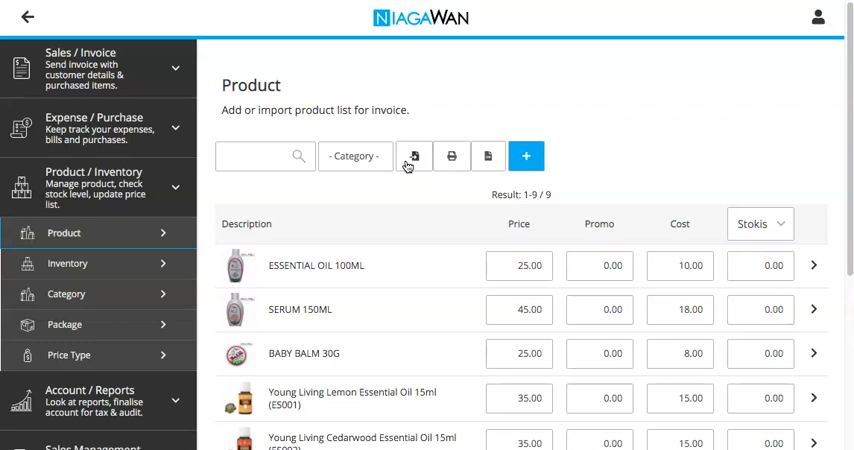 NIAGAWAN
Sales / Invoice
Send invoice with
customer details &
purchased items.
Expense / Purchase
Keep track your expenses,
bills and purchases.
Product / Inventory
Manage product, check
stock level, update price
list.
Product
Inventory
Category
Package
Price Type
Account / Reports
Look at reports, finalise
account for tax & audit.
Sales Management
Product
Add or import product list for invoice.
- Category -
Result: 1-9 / 9
Description Price Promo Cost Stokis
ESSENTIAL OIL 100ML 25.00 0.00 10.00 0.00
SERUM 150ML 45.00 0.00 18.00 0.00
BABY BALM 30G 25.00 0.00 8.00 0.00
Young Living Lemon Essential Oil 15ml
(ES001) 35.00 0.00 15.00 0.00
Young Living Cedarwood Essential Oil 15ml
35.00 0.00 15.00 0.00